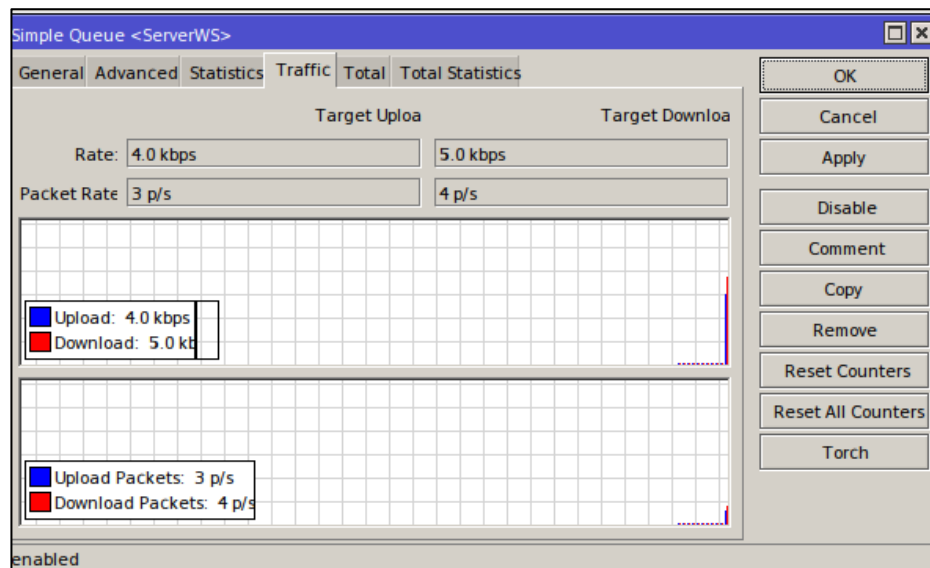 Simple Queue <ServerWS>
General Advanced Statistics Traffic Total Total Statistics
Target Uploa Target Downloa
Rate: 4.0 kbps 5.0 kbps
Packet Rate 3 p/s 4 p/s
Upload: 4.0 kbps
Download: 5.0 kb
Upload Packets: 3 p/s
Download Packets: 4 p/s
enabled
OK
Cancel
Apply
Disable
Comment
Copy
Remove
Reset Counters
Reset All Counters
Torch